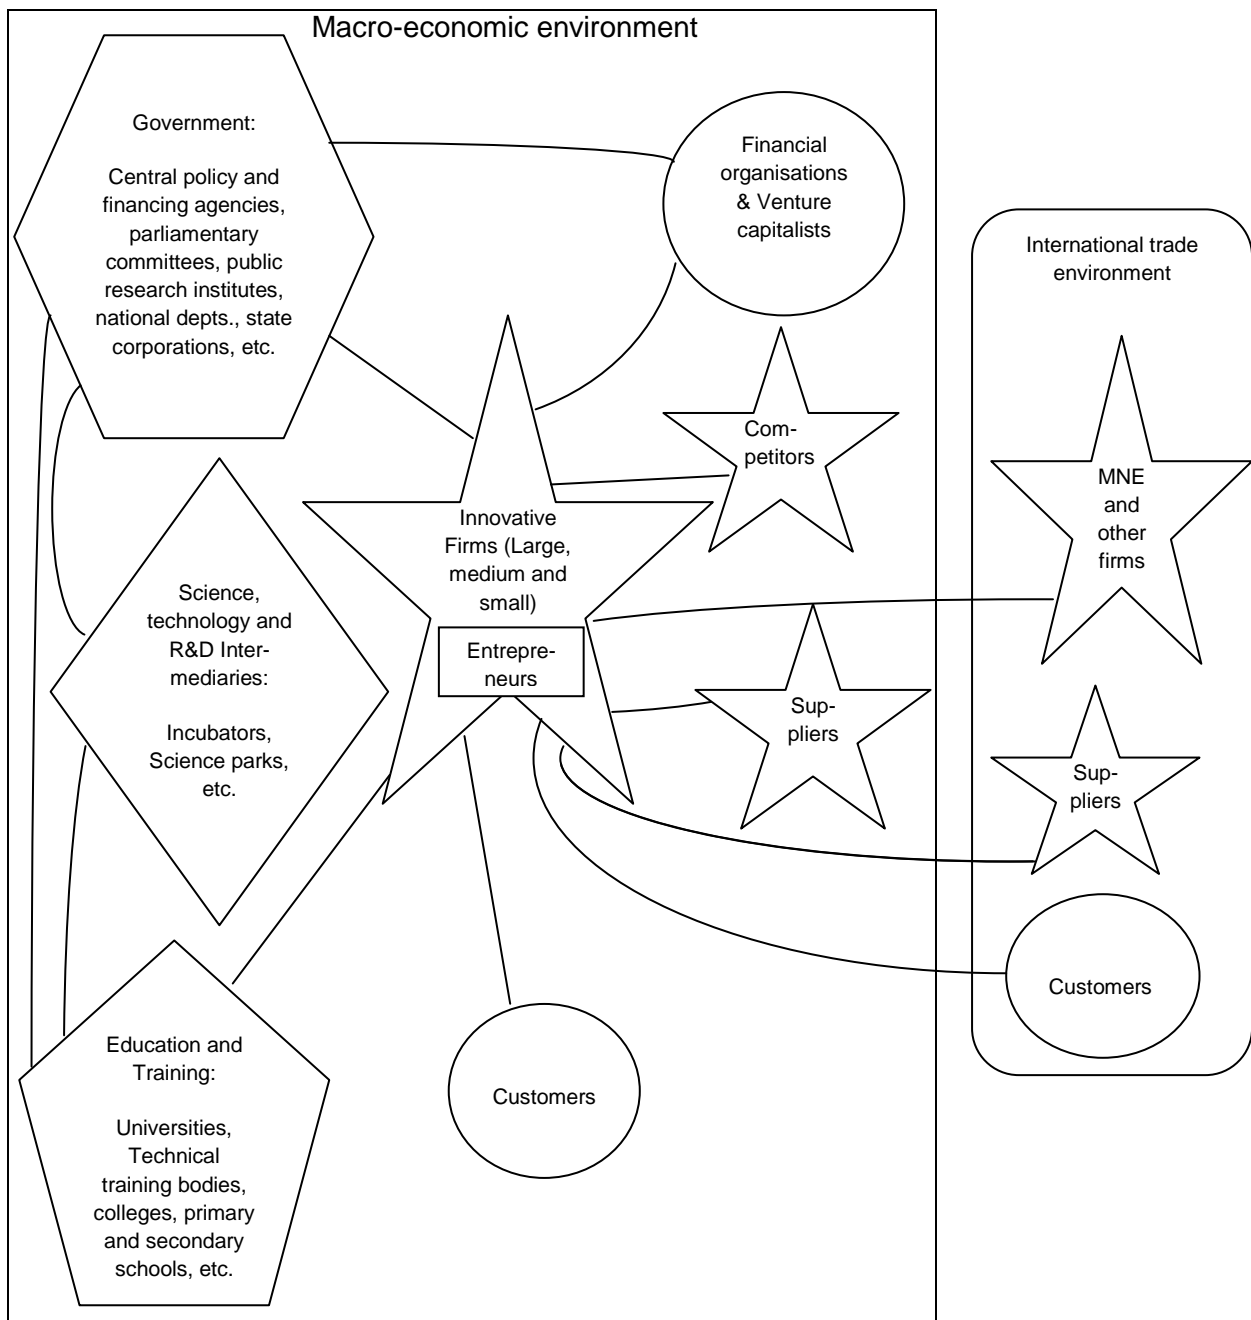 Macro-economic environment
Government:
Central policy and
financing agencies,
parliamentary
committees, public
research institutes,
national depts., state
corporations, etc.
Financial
organisations
& Venture
capitalists
International trade
environment
Com-
petitors
MNE
and
other
firms
Innovative
Firms (Large,
medium and
small)
Entrepre-
neurs
Science,
technology and
R&D Inter-
mediaries:
Incubators,
Science parks,
etc.
Sup-
pliers
Sup-
pliers
Customers
Education and
Training:
Universities,
Technical
training bodies,
colleges, primary
and secondary
schools, etc.
Customers